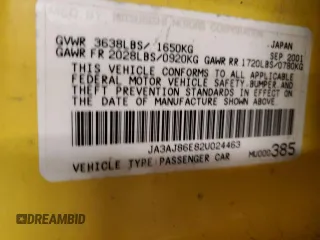 GVWR 3638LBS/ 1650KG JAPAN
GAWR FR 2028LBS/0920KG SEP 2001
GAWR RR 1720LBS/0780KG
THIS VEHICLE CONFORMS TO ALL APPLICABLE
FEDERAL MOTOR VEHICLE SAFETY, BUMPER, AND
THEFT PREVENTION STANDARDS IN EFFECT ON
THE DATE OF MANUFACTURE SHOWN ABOVE.
JA3AJ86E82U024463
VEHICLE TYPE:PASSENGER CAR
385
© DREAMBID